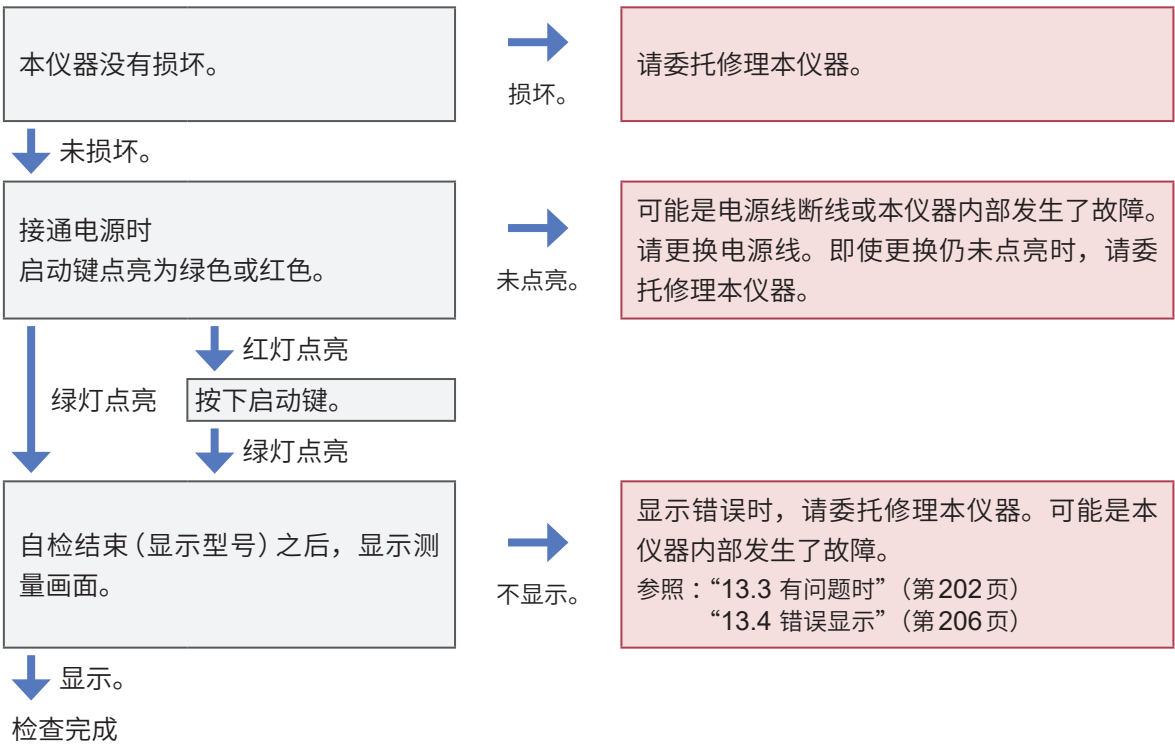 本仪器没有损坏。
损坏。
请委托修理本仪器。
未损坏。
接通电源时
启动键点亮为绿色或红色。
未点亮。
可能是电源线断线或本仪器内部发生了故障。
请更换电源线。即使更换仍未点亮时，请委
托修理本仪器。
红灯点亮
绿灯点亮
按下启动键。
绿灯点亮
自检结束（显示型号）之后，显示测
量画面。
不显示。
显示错误时，请委托修理本仪器。可能是本
仪器内部发生了故障。
参照：“13.3 有问题时”（第202页）
“13.4 错误显示”（第206页）
显示。
检查完成